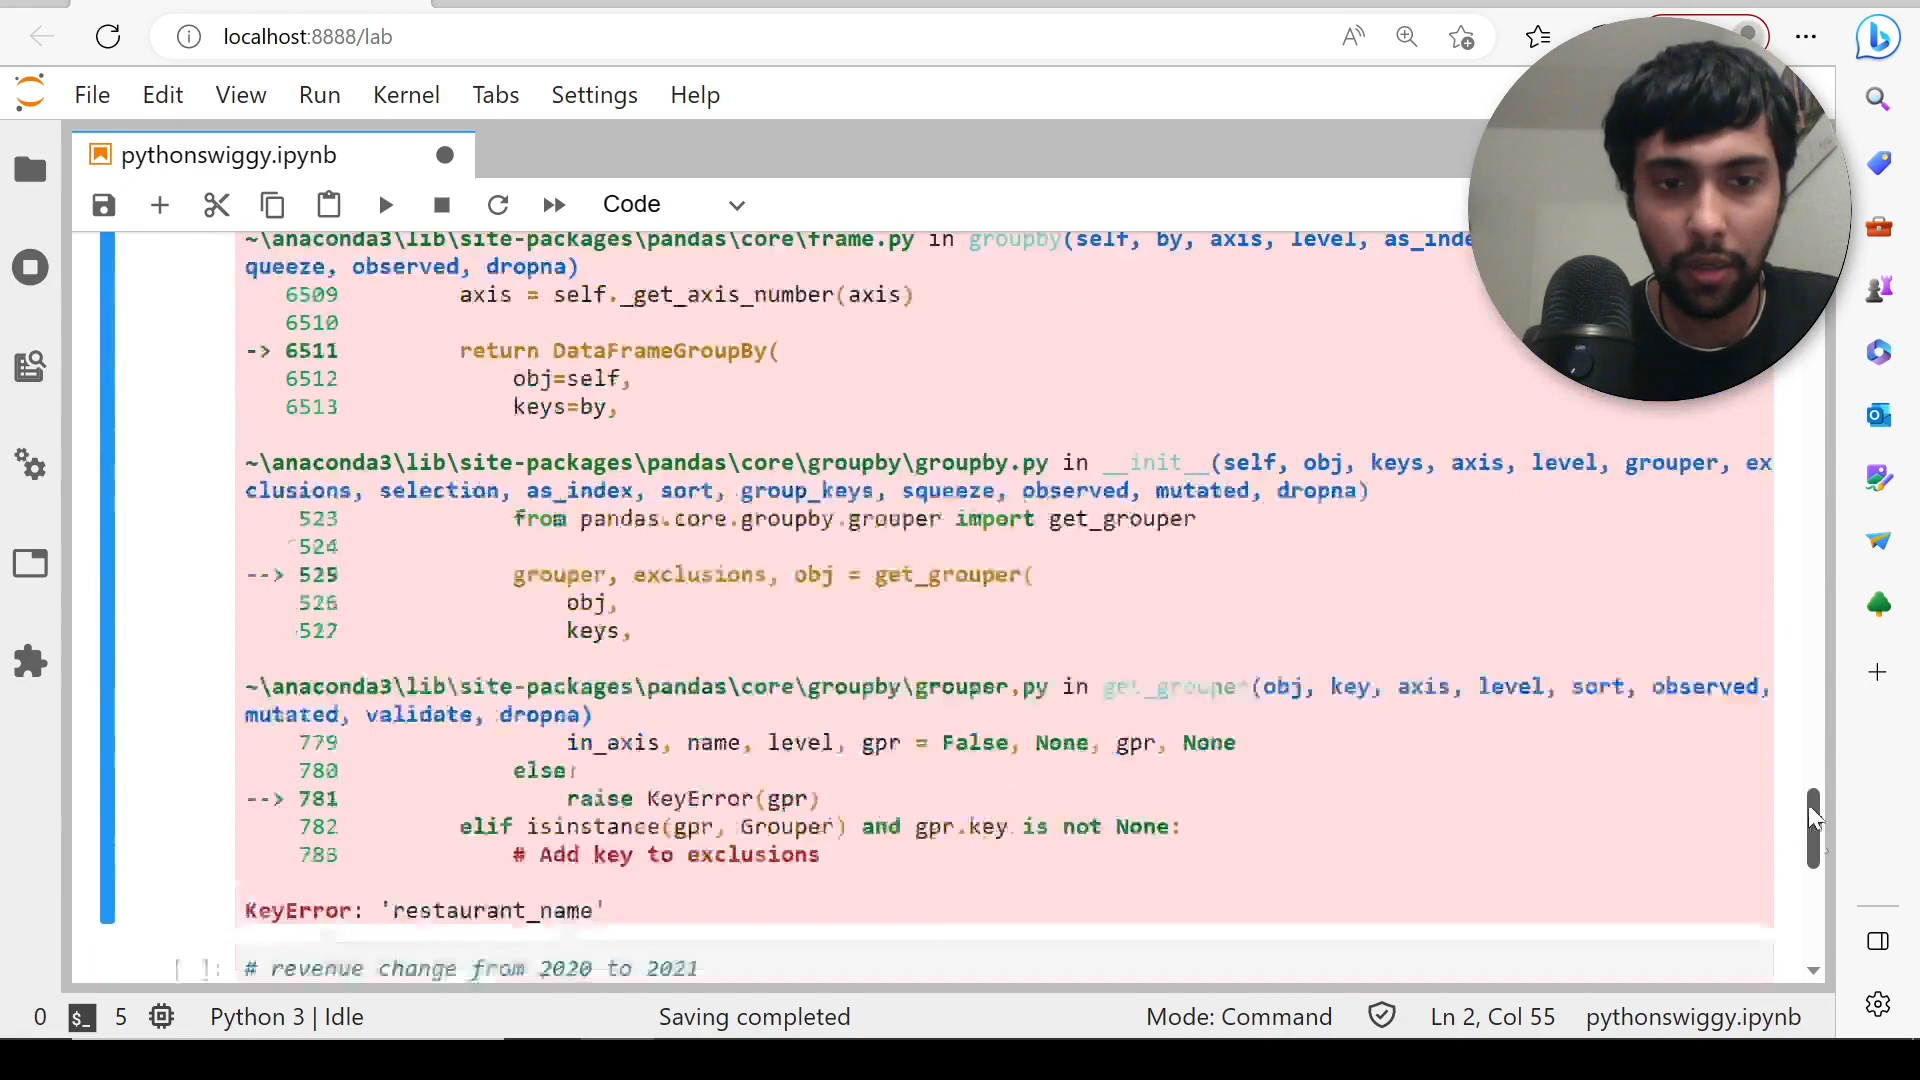 localhost:8888/lab
File Edit View Run Kernel Tabs Settings Help
pythonswiggy.ipynb
Code
~\anaconda3\lib\site-packages\pandas\core\frame.py in groupby(self, by, axis, level, as_inde
queeze, observed, dropna)
6509 axis = self._get_axis_number(axis)
6510
-> 6511 return DataFrameGroupBy(
6512 obj=self,
6513 keys=by,
~\anaconda3\lib\site-packages\pandas\core\groupby\groupby.py in __init__(self, obj, keys, axis, level, grouper, ex
clusions, selection, as_index, sort, group_keys, squeeze, observed, mutated, dropna)
523 from pandas.core.groupby.grouper import get_grouper
524
--> 525 grouper, exclusions, obj = get_grouper(
526 obj,
527 keys,
~\anaconda3\lib\site-packages\pandas\core\groupby\grouper.py in get_grouper(obj, key, axis, level, sort, observed,
mutated, validate, dropna)
779 in_axis, name, level, gpr = False, None, gpr, None
780 else:
--> 781 raise KeyError(gpr)
782 elif isinstance(gpr, Grouper) and gpr.key is not None:
783 # Add key to exclusions
KeyError: 'restaurant_name'
[ ]: # revenue change from 2020 to 2021
0 5 Python 3 | Idle Saving completed Mode: Command Ln 2, Col 55 pythonswiggy.ipynb